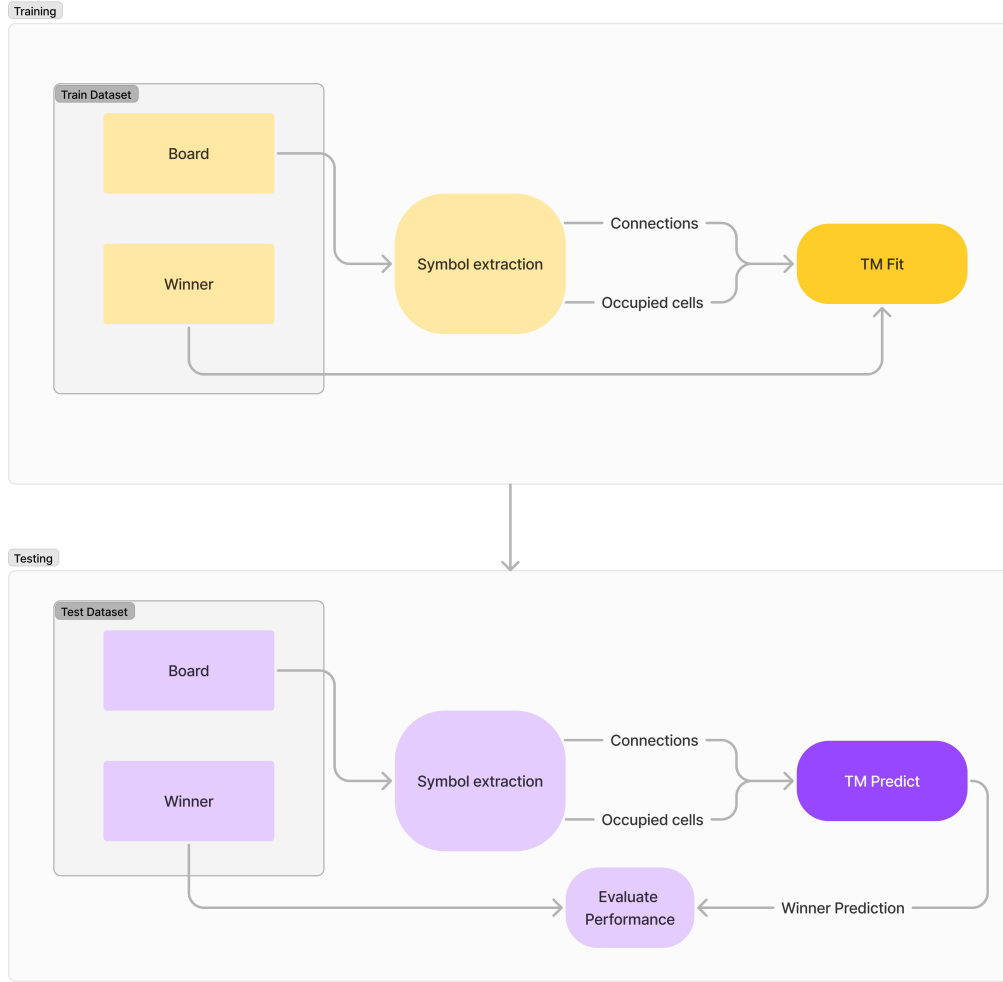 Training
Train Dataset
Board
Winner
Symbol extraction
Connections
Occupied cells
TM Fit
Testing
Test Dataset
Board
Winner
Symbol extraction
Connections
Occupied cells
TM Predict
Evaluate
Performance
Winner Prediction